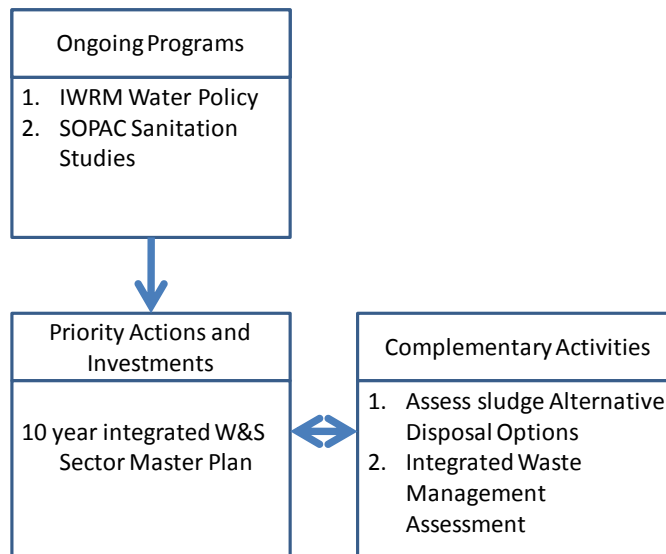 Ongoing Programs
1. IWRM Water Policy
2. SOPAC Sanitation
Studies
Priority Actions and
Investments
10 year integrated W&S
Sector Master Plan
Complementary Activities
1. Assess sludge Alternative
Disposal Options
2. Integrated Waste
Management
Assessment